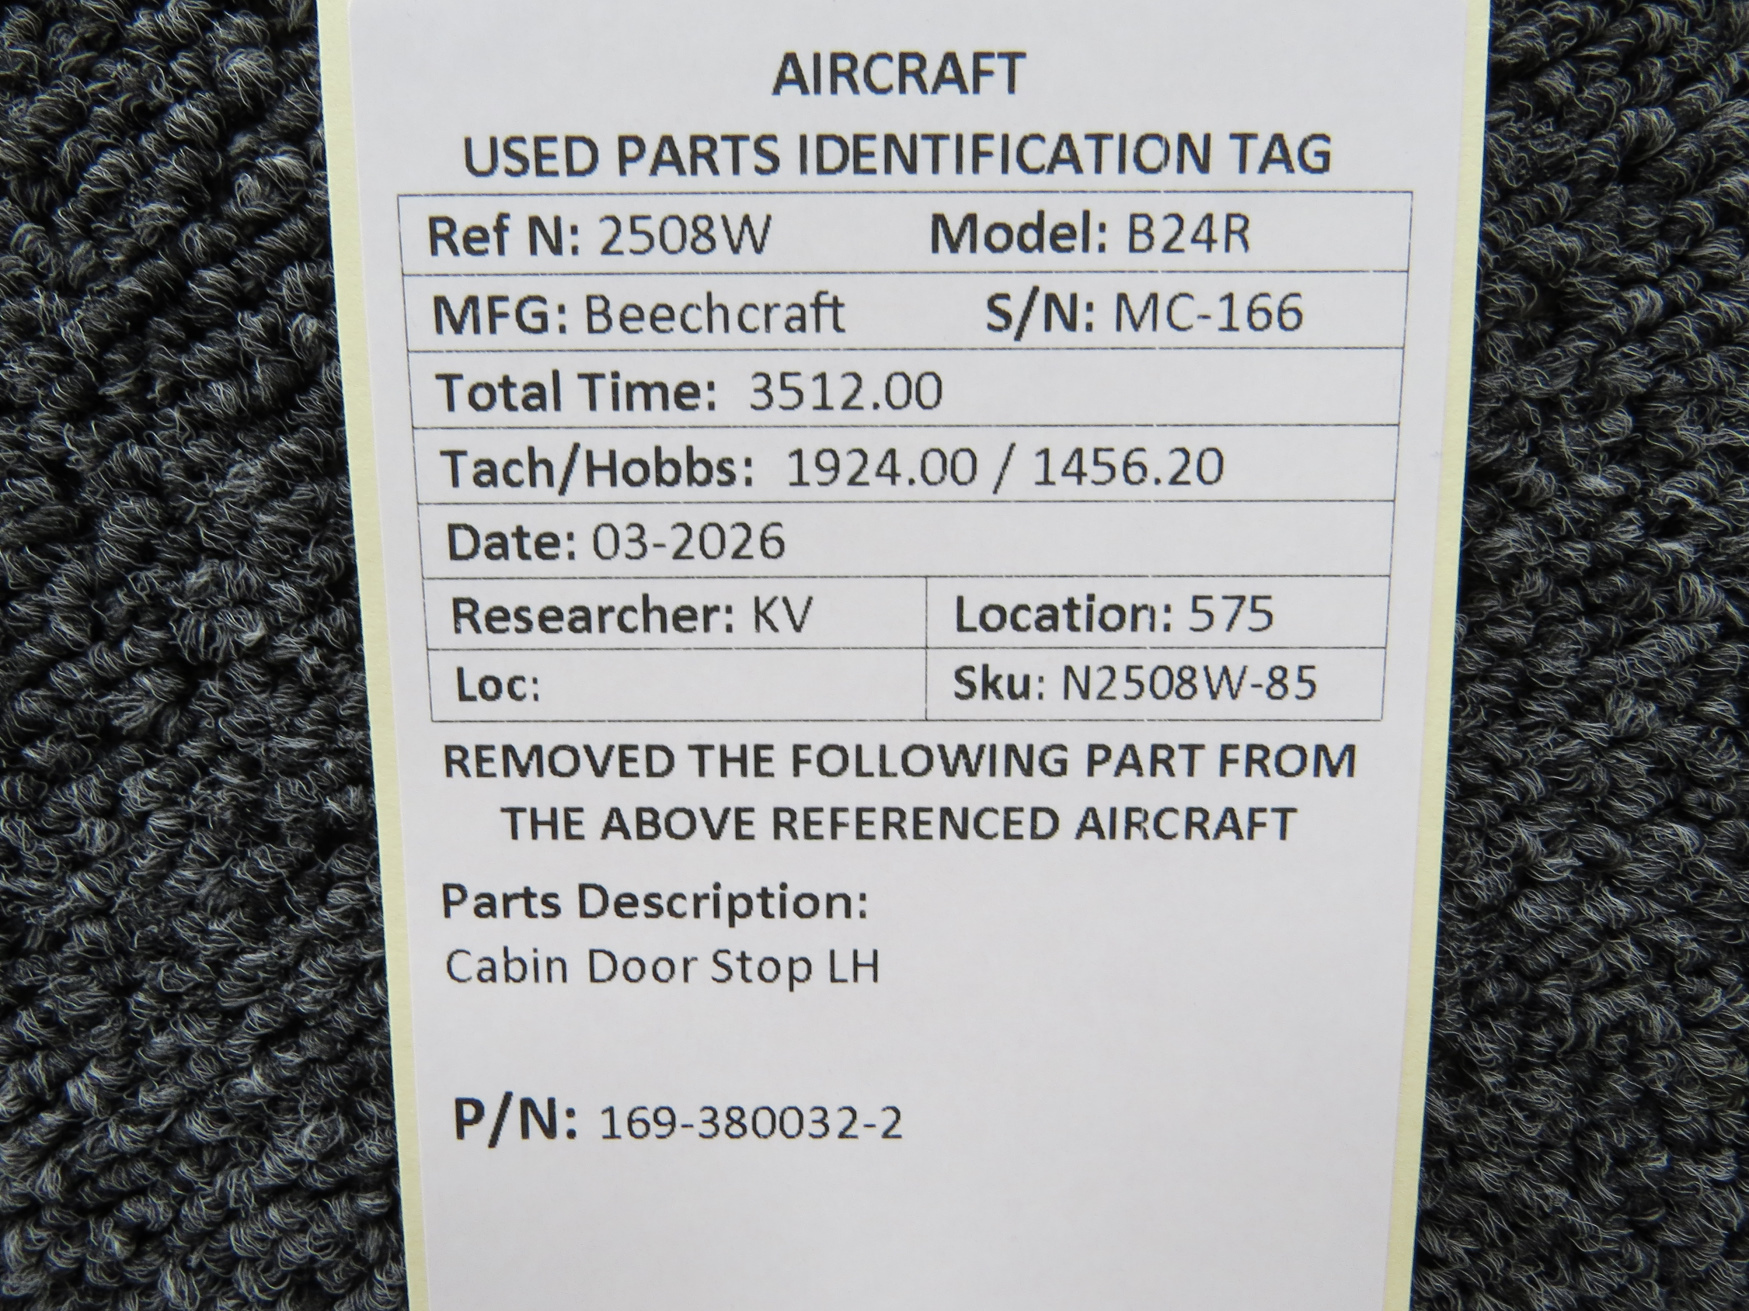 AIRCRAFT
USED PARTS IDENTIFICATION TAG
Ref N: 2508W Model: B24R
MFG: Beechcraft S/N: MC-166
Total Time: 3512.00
Tach/Hobbs: 1924.00 / 1456.20
Date: 03-2026
Researcher: KV Location: 575
Loc: Sku: N2508W-85
REMOVED THE FOLLOWING PART FROM
THE ABOVE REFERENCED AIRCRAFT
Parts Description:
Cabin Door Stop LH
P/N: 169-380032-2